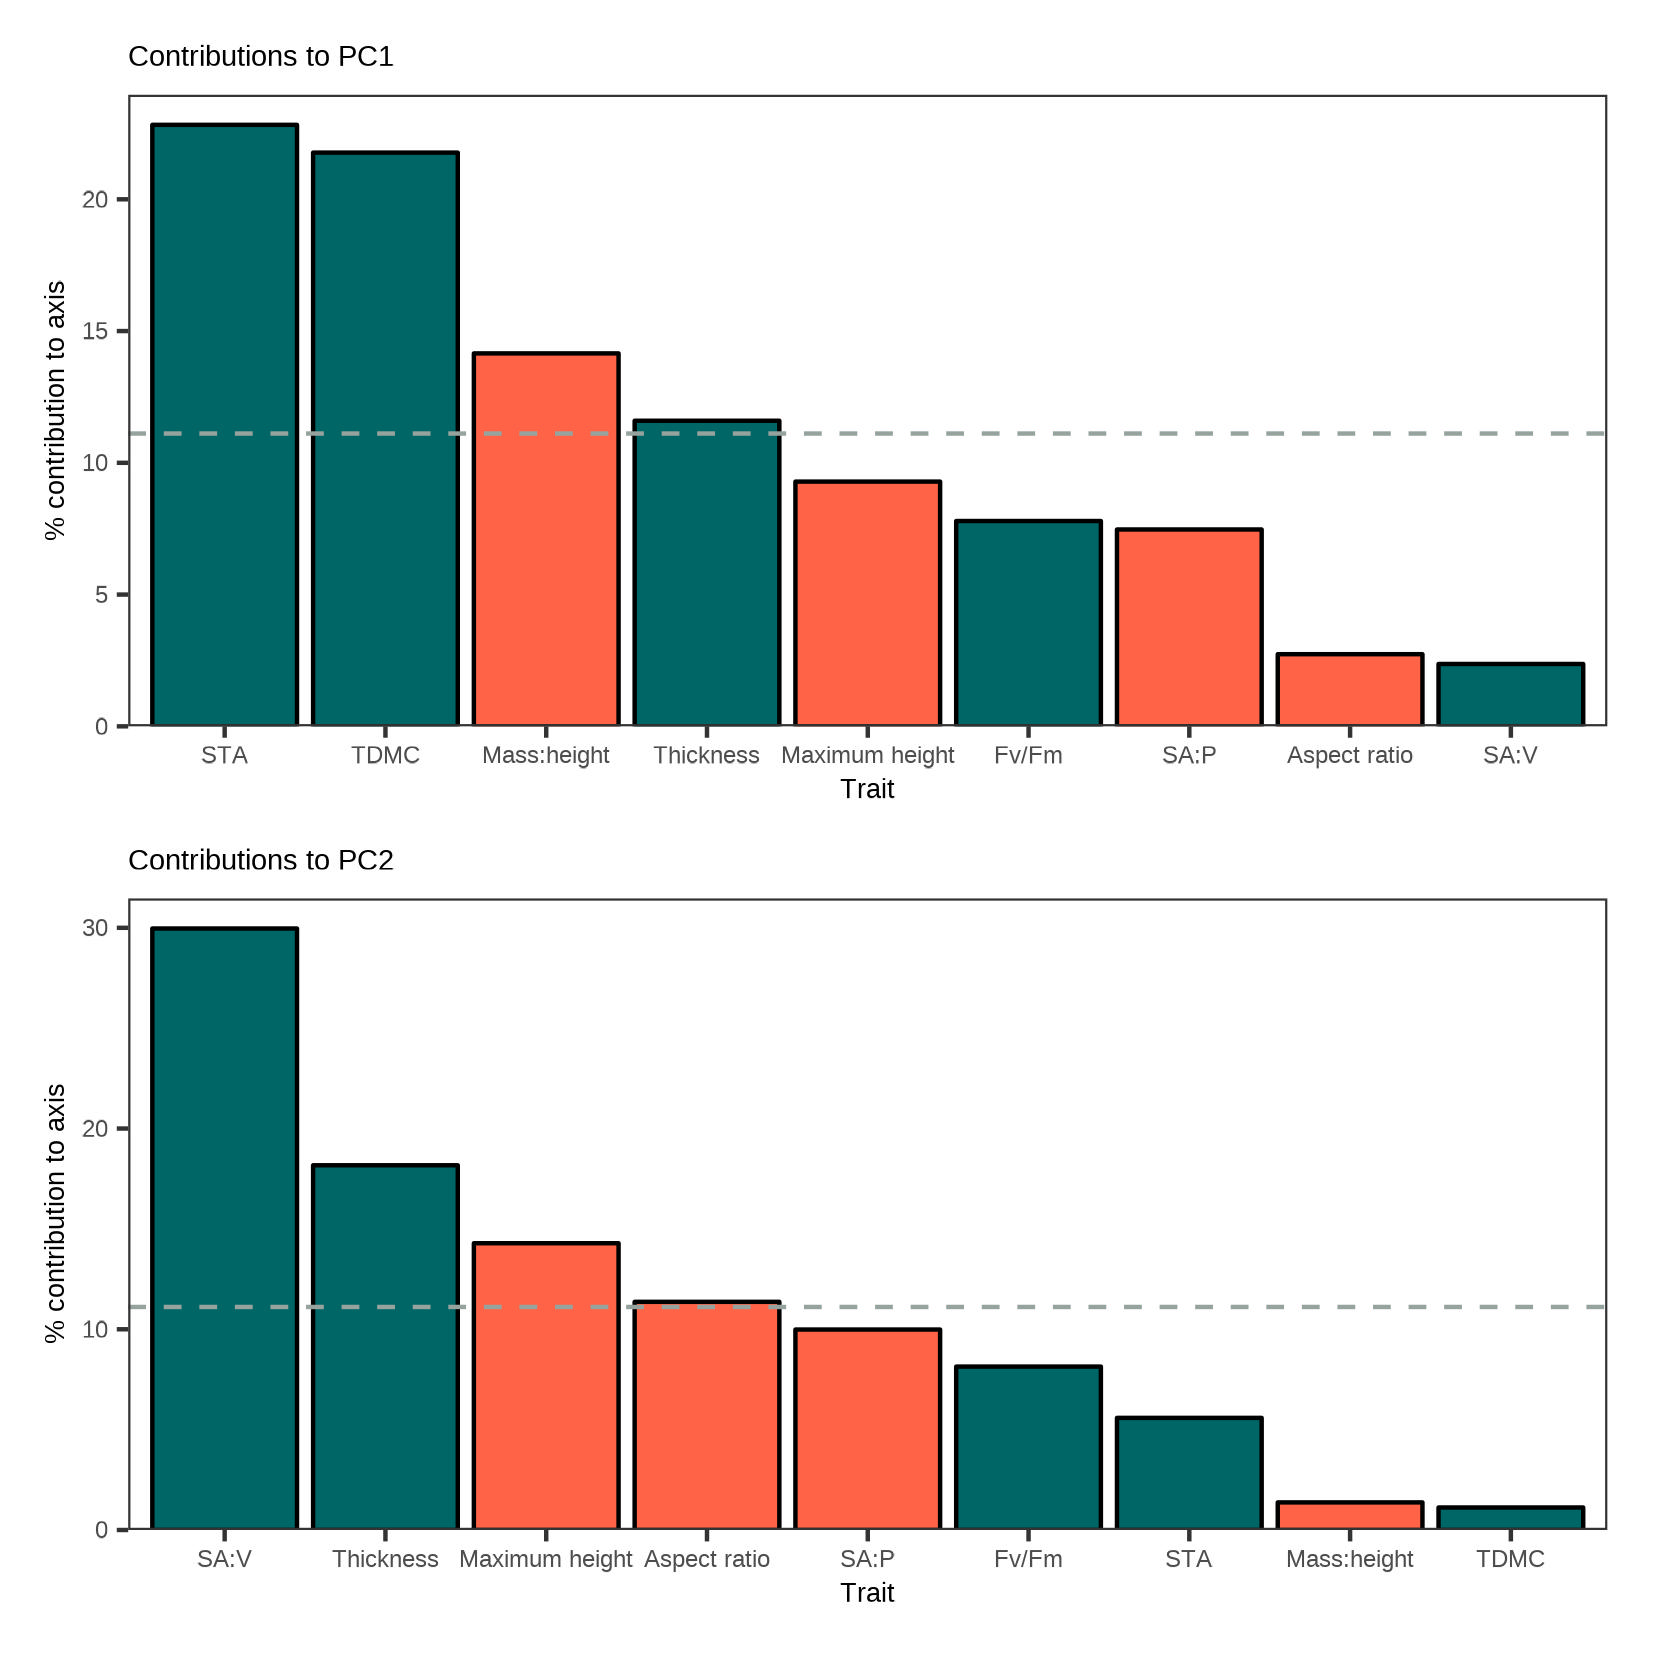 Contributions to PC1
% contribution to axis
20
15
10
5
0
STA TDMC Mass:height Thickness Maximum height Fv/Fm SA:P Aspect ratio SA:V
Trait
Contributions to PC2
% contribution to axis
30
20
10
0
SA:V Thickness Maximum height Aspect ratio SA:P Fv/Fm STA Mass:height TDMC
Trait